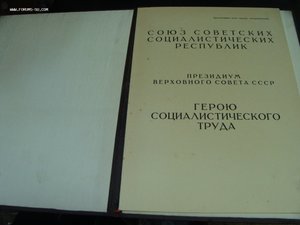 СОЮЗ СОВЕТСКИХ
СОЦИАЛИСТИЧЕСКИХ
РЕСПУБЛИК
ПРЕЗИДИУМ
ВЕРХОВНОГО СОВЕТА СССР
ГЕРОЮ
СОЦИАЛИСТИЧЕСКОГО
ТРУДА